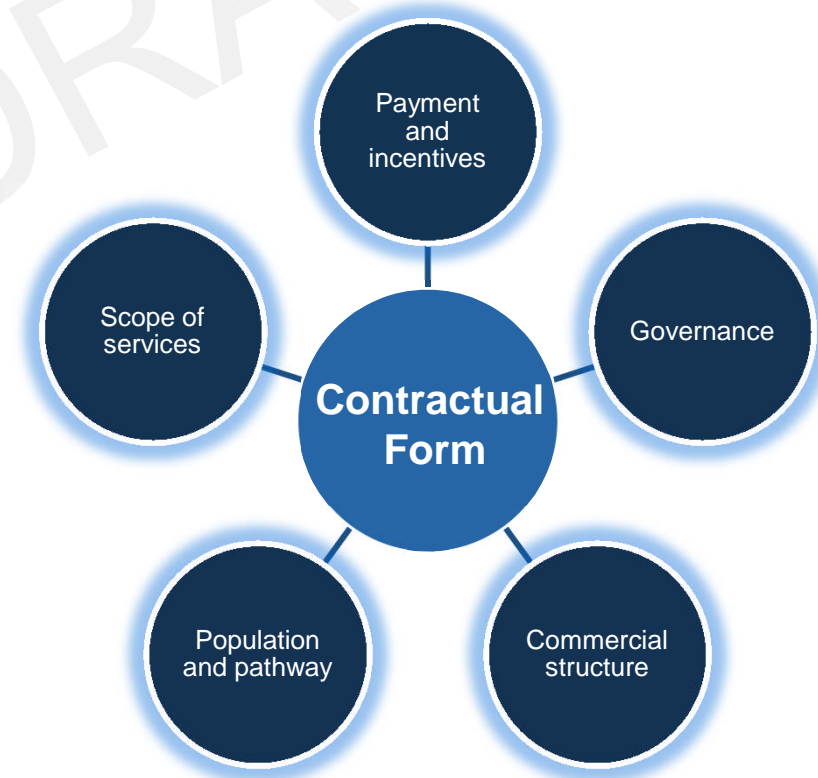 Payment
and
incentives
Scope of
services
Governance
Contractual
Form
Population
and pathway
Commercial
structure